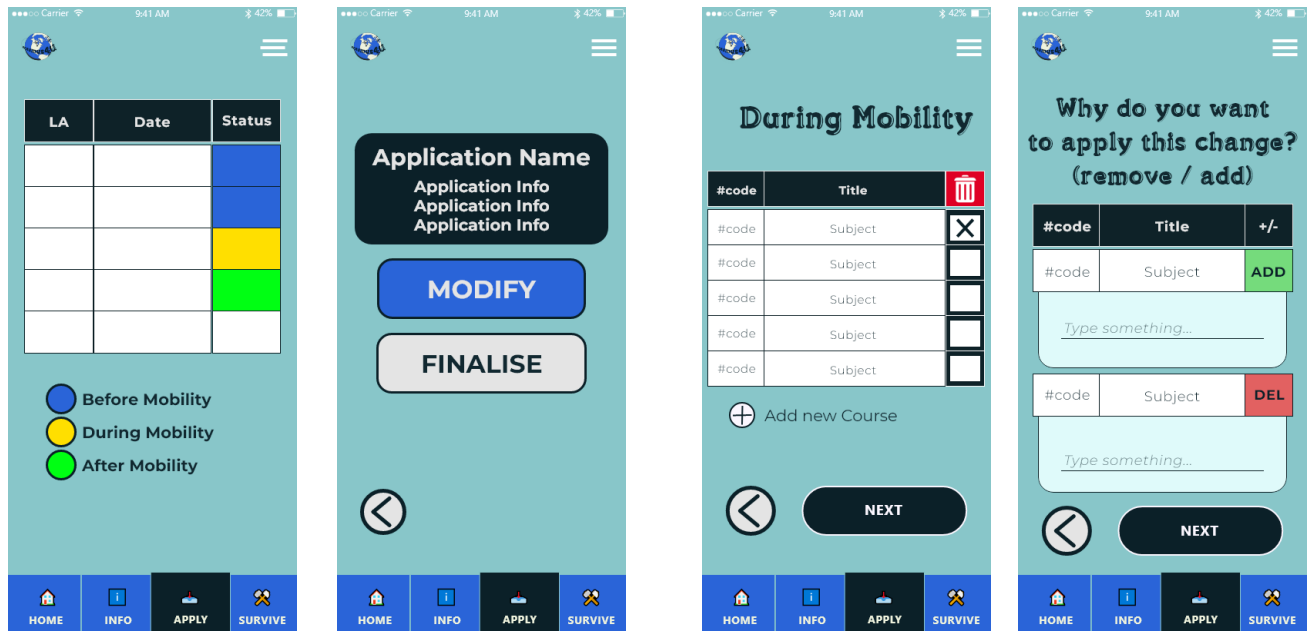 Carrier 9:41 AM 42%
LA Date Status
Before Mobility
During Mobility
After Mobility
HOME INFO APPLY SURVIVE
Carrier 9:41 AM 42%
Application Name
Application Info
Application Info
Application Info
MODIFY
FINALISE
HOME INFO APPLY SURVIVE
Carrier 9:41 AM 42%
During Mobility
#code Title
#code Subject X
#code Subject
#code Subject
#code Subject
#code Subject
Add new Course
NEXT
HOME INFO APPLY SURVIVE
Carrier 9:41 AM 42%
Why do you want
to apply this change?
(remove / add)
#code Title +/-
#code Subject ADD
Type something...
#code Subject DEL
Type something...
NEXT
HOME INFO APPLY SURVIVE